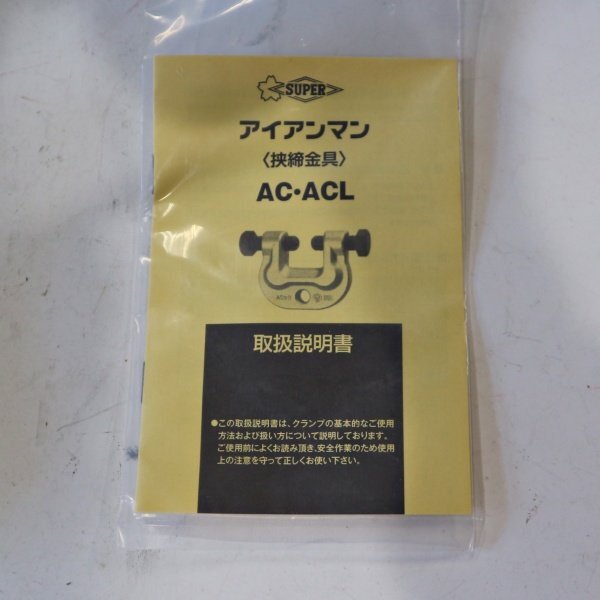 SUPER
アイアンマン
〈挟締金具〉
AC・ACL
取扱説明書
●この取扱説明書は、クランプの基本的なご使用
方法および扱い方について説明しております。
ご使用前によくお読み頂き、安全作業のため使用
上の注意を守って正しくお使い下さい。